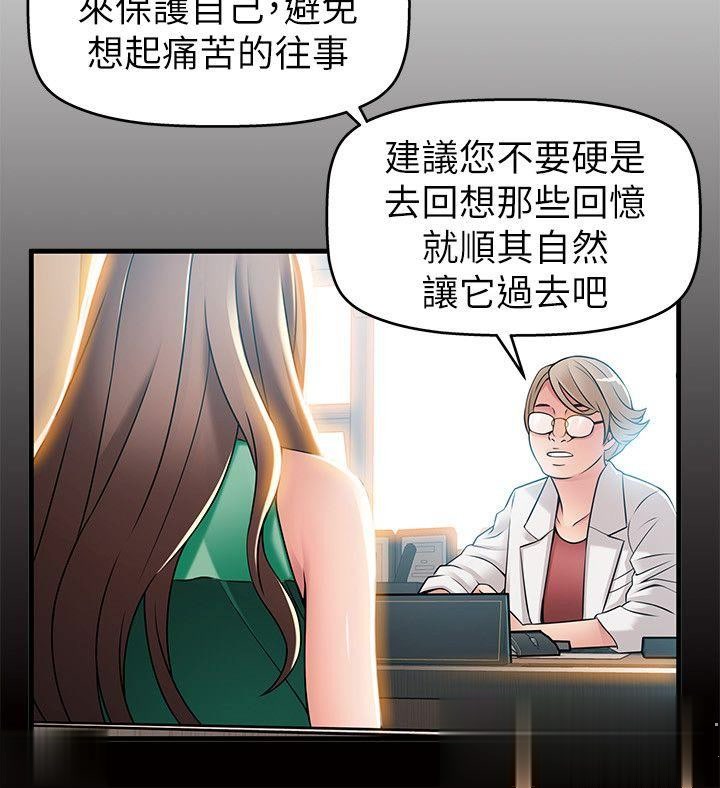 來保護自己，避免
想起痛苦的往事
建議您不要硬是
去回想那些回憶
就順其自然
讓它過去吧